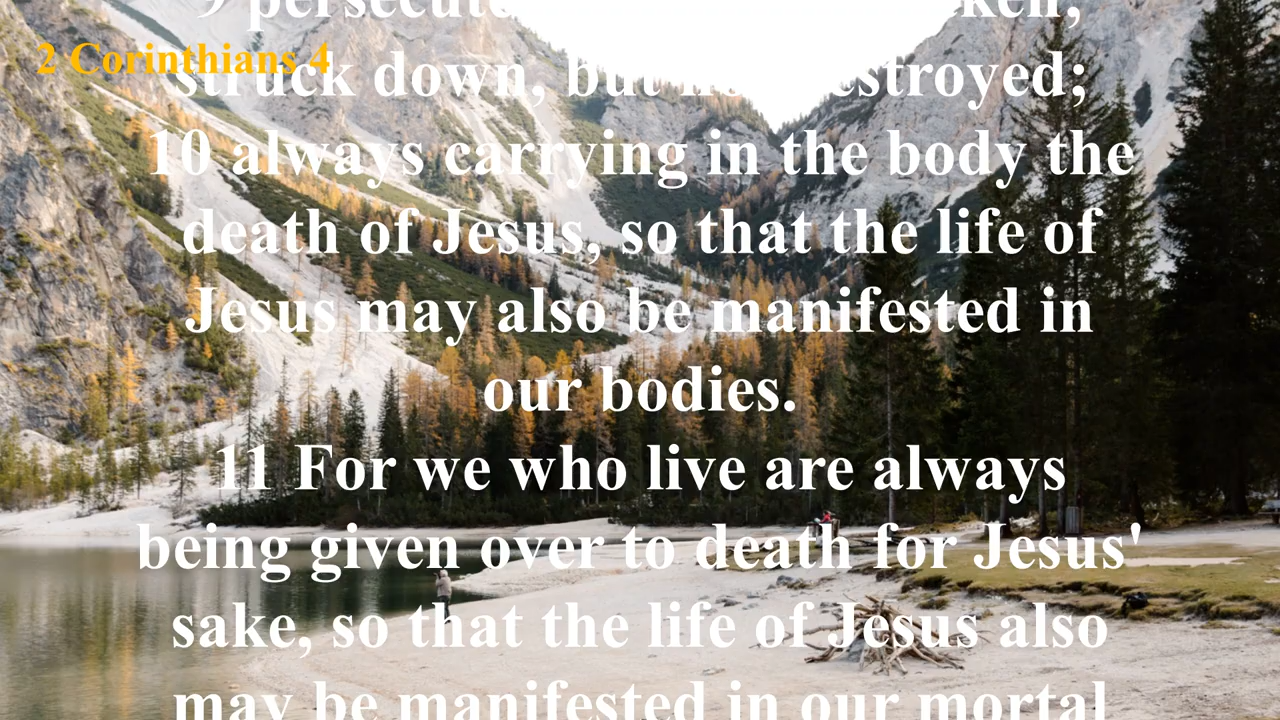 9 persecuted
2 Corinthians 4
struck down, but not destroyed;
10 always carrying in the body the
death of Jesus, so that the life of
Jesus may also be manifested in
our bodies.
11 For we who live are always
being given over to death for Jesus'
sake, so that the life of Jesus also
may be manifested in our mortal